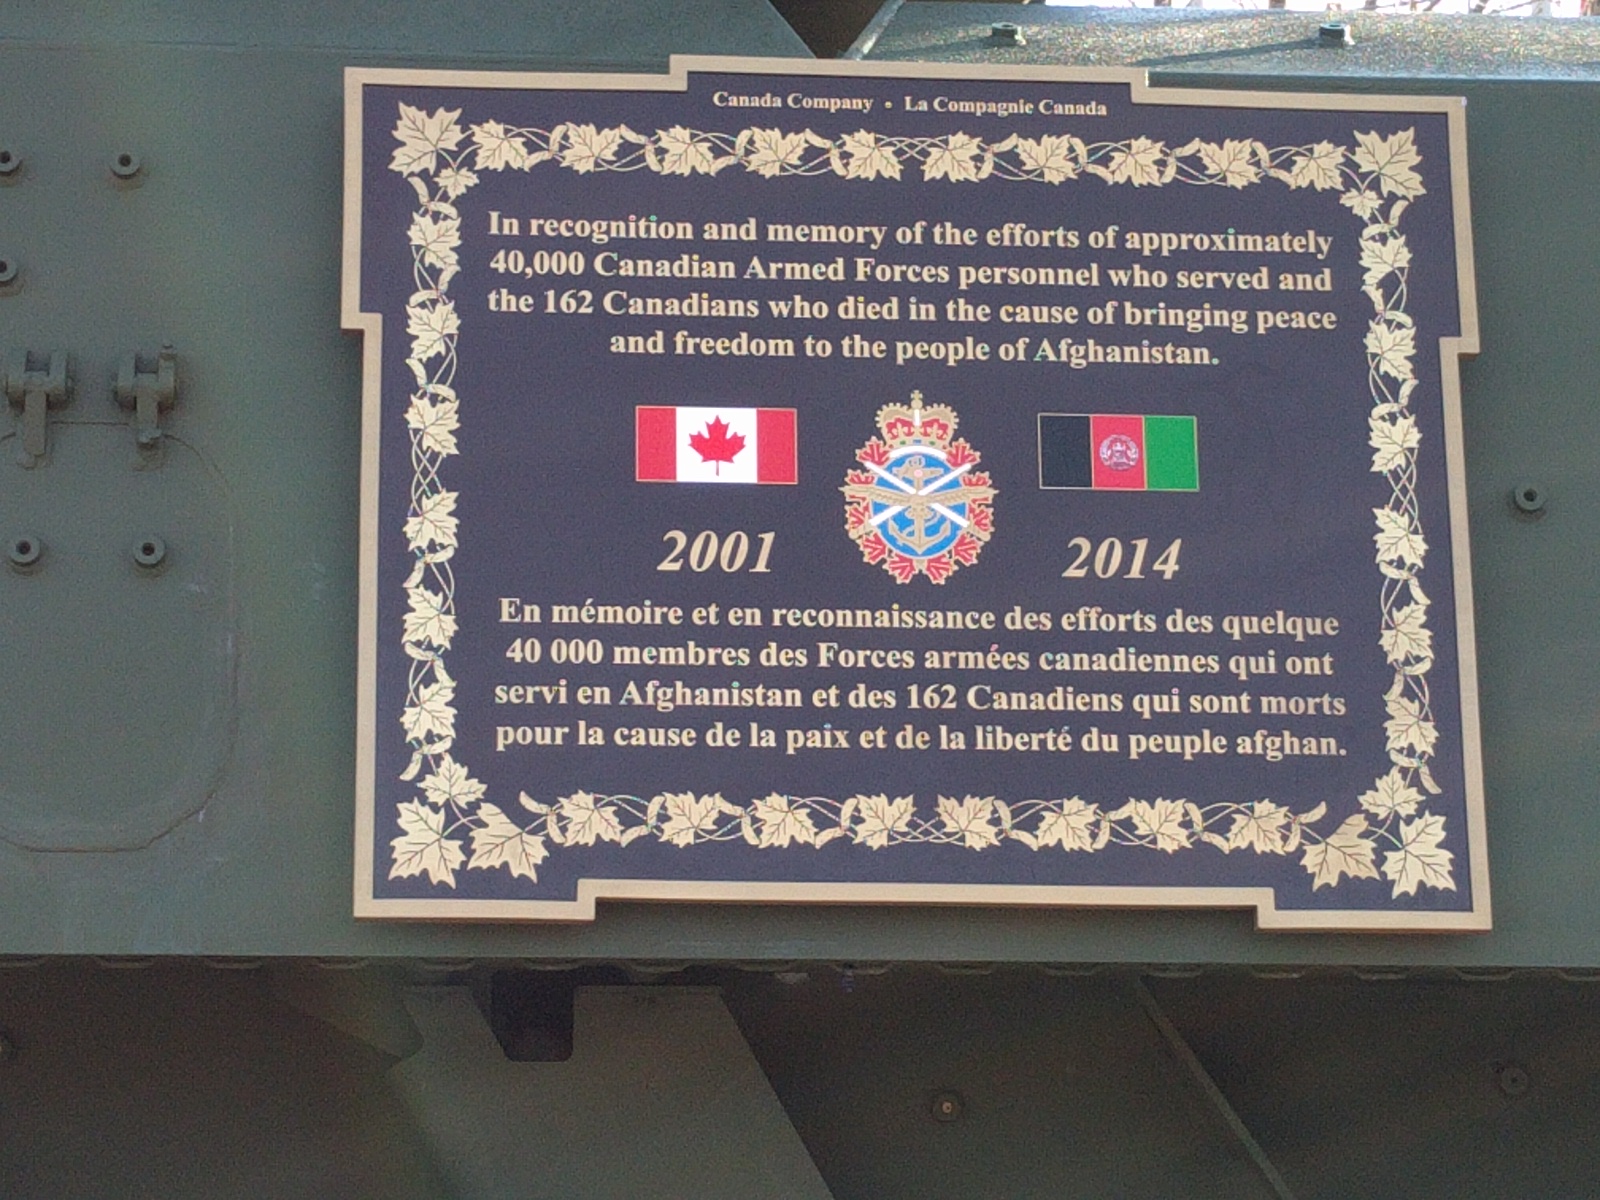 Canada Company • La Compagnie Canada
In recognition and memory of the efforts of approximately
40,000 Canadian Armed Forces personnel who served and
the 162 Canadians who died in the cause of bringing peace
and freedom to the people of Afghanistan.
2001
2014
En mémoire et en reconnaissance des efforts des quelque
40 000 membres des Forces armées canadiennes qui ont
servi en Afghanistan et des 162 Canadiens qui sont morts
pour la cause de la paix et de la liberté du peuple afghan.